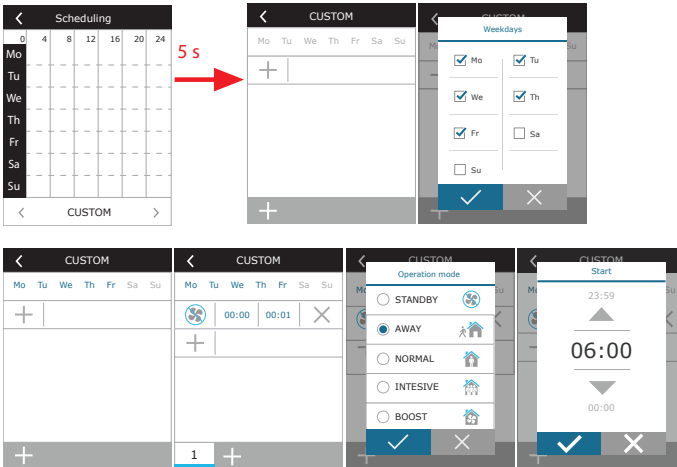 Scheduling
0 4 8 12 16 20 24
Mo
Tu
We
Th
Fr
Sa
Su
CUSTOM
5 s
CUSTOM
Mo Tu We Th Fr Sa Su
CUSTOM
Weekdays
Mo Tu
We Th
Fr Sa
Su
CUSTOM
Mo Tu We Th Fr Sa Su
CUSTOM
Mo Tu We Th Fr Sa Su
00:00 00:01
1
CUSTOM
Operation mode
STANDBY
AWAY
NORMAL
INTESIVE
BOOST
CUSTOM
Start
23:59
06:00
00:00